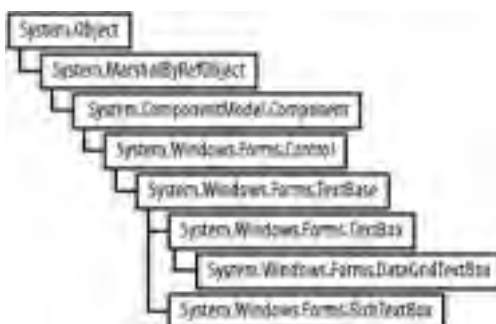 System.Object
System.MarshalByRefObject
System.ComponentModel.Component
System.Windows.Forms.Control
System.Windows.Forms.TextBase
System.Windows.Forms.TextBox
System.Windows.Forms.DataGridTextBox
System.Windows.Forms.RichTextBox